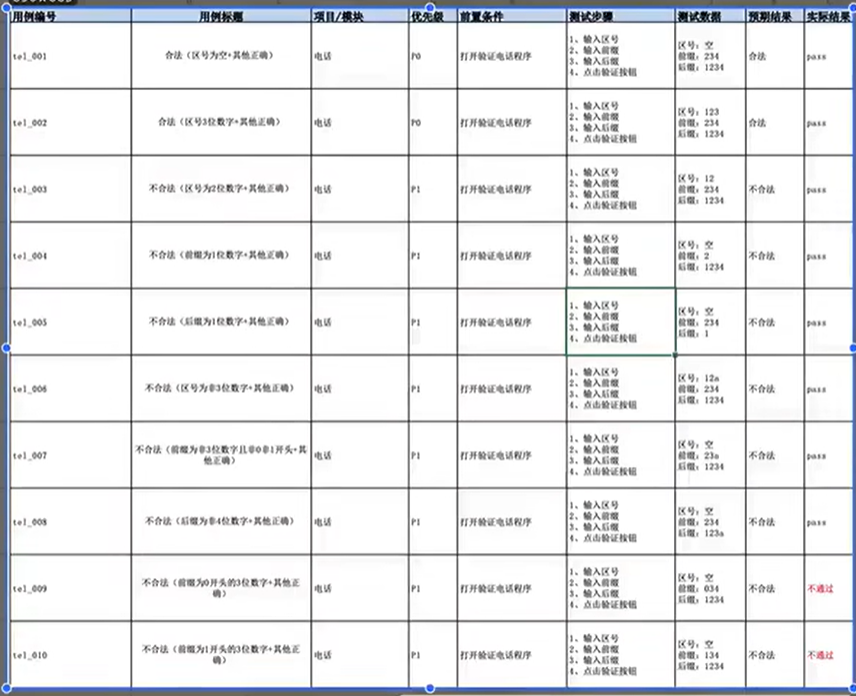 用例编号 用例标题 项目/模块 优先级 前置条件 测试步骤 测试数据 预期结果 实际结果
tel_001 合法（区号为空+其他正确） 电话 P0 打开验证电话程序 1、输入区号 2、输入前缀 3、输入后缀 4、点击验证按钮 区号：空 前缀：234 后缀：1234 合法 pass
tel_002 合法（区号3位数字+其他正确） 电话 P0 打开验证电话程序 1、输入区号 2、输入前缀 3、输入后缀 4、点击验证按钮 区号：123 前缀：234 后缀：1234 合法 pass
tel_003 不合法（区号为2位数字+其他正确） 电话 P1 打开验证电话程序 1、输入区号 2、输入前缀 3、输入后缀 4、点击验证按钮 区号：12 前缀：234 后缀：1234 不合法 pass
tel_004 不合法（前缀为1位数字+其他正确） 电话 P1 打开验证电话程序 1、输入区号 2、输入前缀 3、输入后缀 4、点击验证按钮 区号：空 前缀：2 后缀：1234 不合法 pass
tel_005 不合法（后缀为1位数字+其他正确） 电话 P1 打开验证电话程序 1、输入区号 2、输入前缀 3、输入后缀 4、点击验证按钮 区号：空 前缀：234 后缀：1 不合法 pass
tel_006 不合法（区号为非3位数字+其他正确） 电话 P1 打开验证电话程序 1、输入区号 2、输入前缀 3、输入后缀 4、点击验证按钮 区号：12a 前缀：234 后缀：1234 不合法 pass
tel_007 不合法（前缀为非3位数字且非0非1开头+其他正确） 电话 P1 打开验证电话程序 1、输入区号 2、输入前缀 3、输入后缀 4、点击验证按钮 区号：空 前缀：23a 后缀：1234 不合法 pass
tel_008 不合法（后缀为非4位数字+其他正确） 电话 P1 打开验证电话程序 1、输入区号 2、输入前缀 3、输入后缀 4、点击验证按钮 区号：空 前缀：234 后缀：123a 不合法 pass
tel_009 不合法（前缀为0开头的3位数字+其他正确） 电话 P1 打开验证电话程序 1、输入区号 2、输入前缀 3、输入后缀 4、点击验证按钮 区号：空 前缀：034 后缀：1234 不合法 不通过
tel_010 不合法（前缀为1开头的3位数字+其他正确） 电话 P1 打开验证电话程序 1、输入区号 2、输入前缀 3、输入后缀 4、点击验证按钮 区号：空 前缀：134 后缀：1234 不合法 不通过